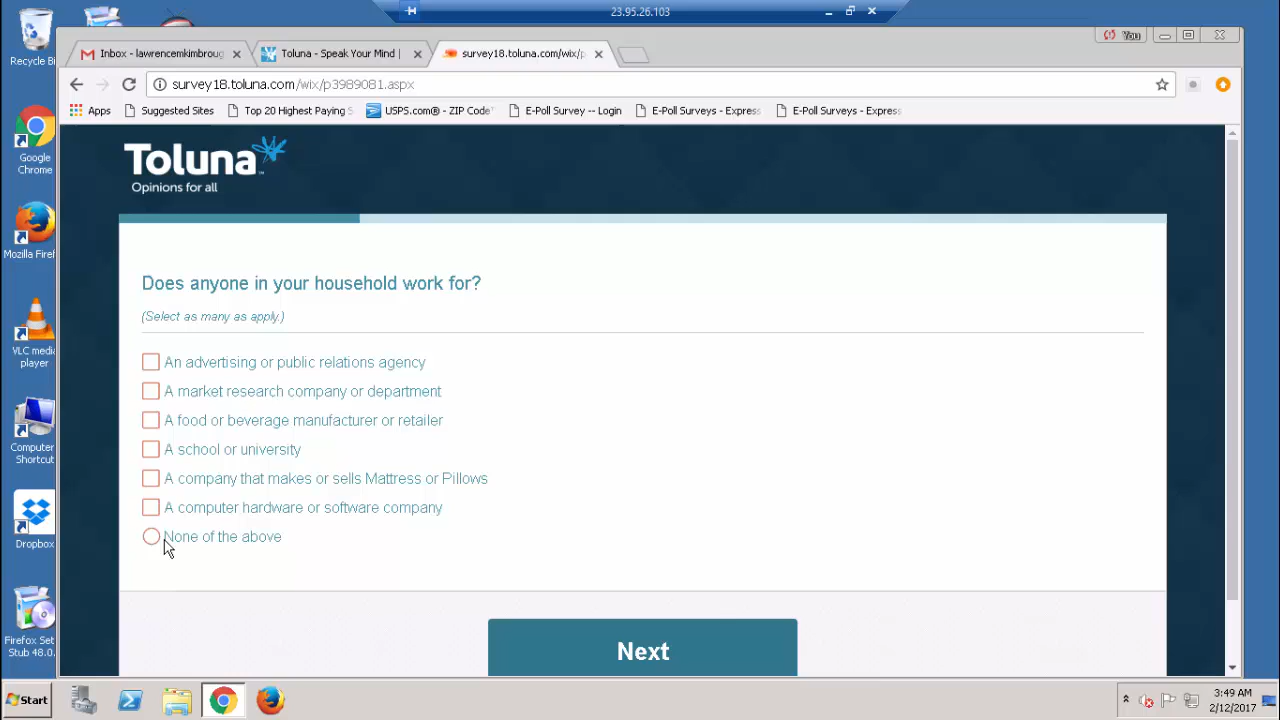 23.95.26.103
Recycle Bi
Inbox - lawrencemkimbroug
Toluna - Speak Your Mind |
survey18.toluna.com/wix/p
You
survey18.toluna.com/wix/p3989081.aspx
Apps
Suggested Sites
Top 20 Highest Paying S
USPS.com® - ZIP Code
E-Poll Survey -- Login
E-Poll Surveys - Express
E-Poll Surveys - Express
Google
Chrome
Mozilla Firef
VLC medi
player
Computer
Shortcut
Dropbox
Firefox Set
Stub 48.0.
Toluna
Opinions for all
Does anyone in your household work for?
(Select as many as apply.)
An advertising or public relations agency
A market research company or department
A food or beverage manufacturer or retailer
A school or university
A company that makes or sells Mattress or Pillows
A computer hardware or software company
None of the above
Next
Start
3:49 AM
2/12/2017